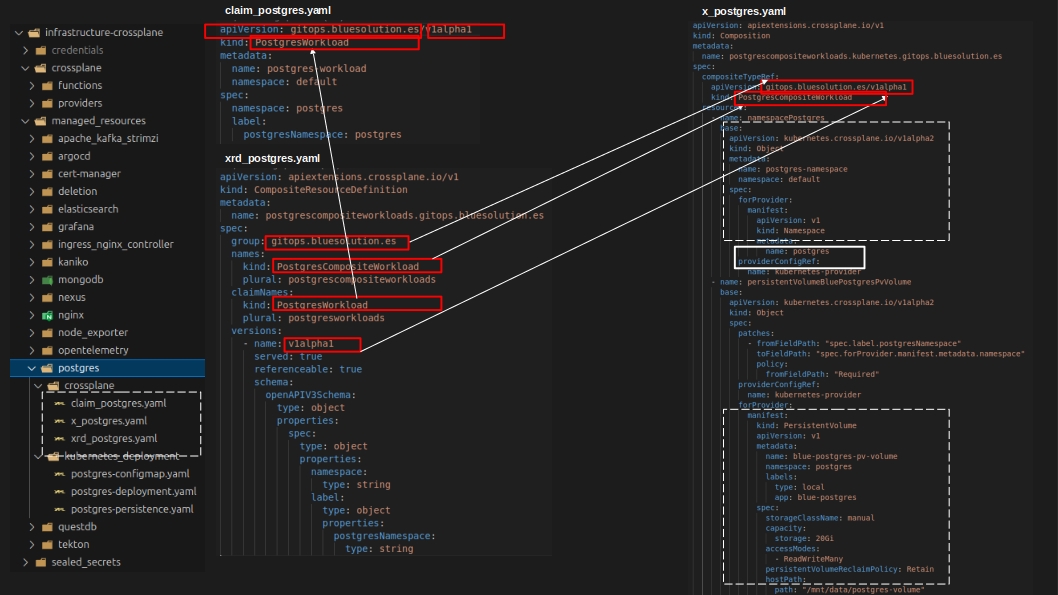 infrastructure-crossplane
credentials
crossplane
functions
providers
managed_resources
apache_kafka_strimzi
argocd
cert-manager
deletion
elasticsearch
grafana
ingress_nginx_controller
kaniko
mongodb
nexus
nginx
node_exporter
opentelemetry
postgres
crossplane
claim_postgres.yaml
x_postgres.yaml
xrd_postgres.yaml
kubernetes_deployment
postgres-configmap.yaml
postgres-deployment.yaml
postgres-persistence.yaml
questdb
tekton
sealed_secrets
claim_postgres.yaml
apiVersion: gitops.bluesolution.es/v1alpha1
kind: PostgresWorkload
metadata:
name: postgres-workload
namespace: default
spec:
namespace: postgres
label:
postgresNamespace: postgres
xrd_postgres.yaml
apiVersion: apiextensions.crossplane.io/v1
kind: CompositeResourceDefinition
metadata:
name: postgrescompositeworkloads.gitops.bluesolution.es
spec:
group: gitops.bluesolution.es
names:
kind: PostgresCompositeWorkload
plural: postgrescompositeworkloads
claimNames:
kind: PostgresWorkload
plural: postgresworkloads
versions:
- name: v1alpha1
served: true
referenceable: true
schema:
openAPIV3Schema:
type: object
properties:
spec:
type: object
properties:
namespace:
type: string
label:
type: object
properties:
postgresNamespace:
type: string
x_postgres.yaml
apiVersion: apiextensions.crossplane.io/v1
kind: Composition
metadata:
name: postgrescompositeworkloads.kubernetes.gitops.bluesolution.es
spec:
compositeTypeRef:
apiVersion: gitops.bluesolution.es/v1alpha1
kind: PostgresCompositeWorkload
resources:
- name: namespacePostgres
base:
apiVersion: kubernetes.crossplane.io/v1alpha2
kind: Object
metadata:
name: postgres-namespace
namespace: default
spec:
forProvider:
manifest:
apiVersion: v1
kind: Namespace
metadata:
name: postgres
providerConfigRef:
name: kubernetes-provider
- name: persistentVolumeBluePostgresPvVolume
base:
apiVersion: kubernetes.crossplane.io/v1alpha2
kind: Object
spec:
patches:
- fromFieldPath: "spec.label.postgresNamespace"
toFieldPath: "spec.forProvider.manifest.metadata.namespace"
policy:
fromFieldPath: "Required"
providerConfigRef:
name: kubernetes-provider
forProvider:
manifest:
kind: PersistentVolume
apiVersion: v1
metadata:
name: blue-postgres-pv-volume
namespace: postgres
labels:
type: local
app: blue-postgres
spec:
storageClassName: manual
capacity:
storage: 20Gi
accessModes:
- ReadWriteMany
persistentVolumeReclaimPolicy: Retain
hostPath:
path: "/mnt/data/postgres-volume"